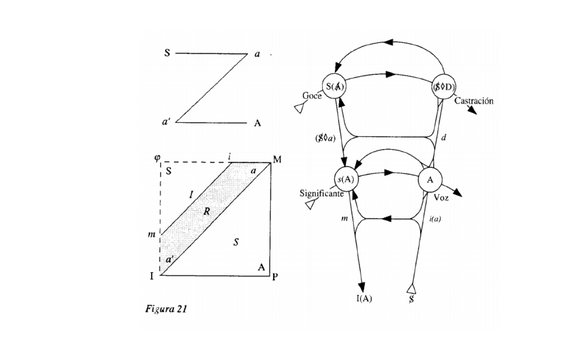 S a
a' A
φ i M
S a
I
R
S
m
a'
A
I P
Figura 21
S(Ⱥ) ($◊D)
Goce Castración
($◊a) d
s(A) A
Significante Voz
m i(a)
I(A) $